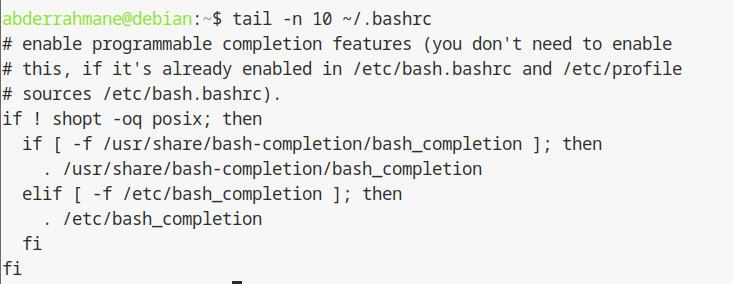 abderrahmane@debian:~$ tail -n 10 ~/.bashrc
# enable programmable completion features (you don't need to enable
# this, if it's already enabled in /etc/bash.bashrc and /etc/profile
# sources /etc/bash.bashrc).
if ! shopt -oq posix; then
  if [ -f /usr/share/bash-completion/bash_completion ]; then
    . /usr/share/bash-completion/bash_completion
  elif [ -f /etc/bash_completion ]; then
    . /etc/bash_completion
  fi
fi